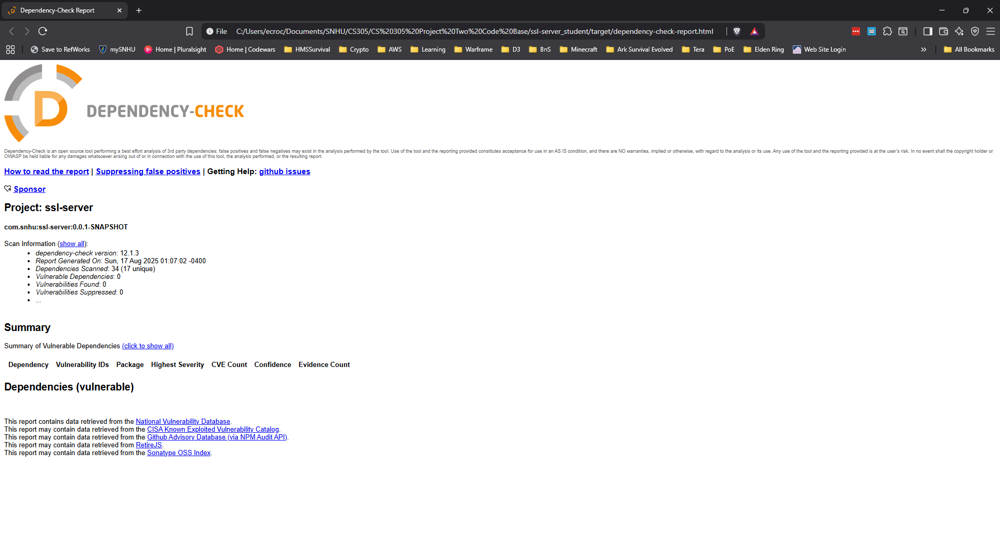 Dependency-Check Report
File C:/Users/ecroc/Documents/SNHU/CS305/CS%20305%20Project%20Two%20Code%20Base/ssl-server_student/target/dependency-check-report.html
Save to RefWorks mySNHU Home | Pluralsight Home | Codewars HMSSurvival Crypto AWS Learning Warframe D3 BnS Minecraft Ark Survival Evolved Tera PoE Elden Ring Web Site Login » All Bookmarks
DEPENDENCY-CHECK
Dependency-Check is an open source tool performing a best effort analysis of 3rd party dependencies; false positives and false negatives may exist in the analysis performed by the tool. Use of the tool and the reporting provided constitutes acceptance for use in an AS IS condition, and there are NO warranties, implied or otherwise, with regard to the analysis or its use. Any use of the tool and the reporting provided is at the user's risk. In no event shall the copyright holder or
OWASP be held liable for any damages whatsoever arising out of or in connection with the use of this tool, the analysis performed, or the resulting report.
How to read the report | Suppressing false positives | Getting Help: github issues
Sponsor
Project: ssl-server
com.snhu:ssl-server:0.0.1-SNAPSHOT
Scan Information (show all):
• dependency-check version: 12.1.3
• Report Generated On: Sun, 17 Aug 2025 01:07:02 -0400
• Dependencies Scanned: 34 (17 unique)
• Vulnerable Dependencies: 0
• Vulnerabilities Found: 0
• Vulnerabilities Suppressed: 0
• ...
Summary
Summary of Vulnerable Dependencies (click to show all)
Dependency Vulnerability IDs Package Highest Severity CVE Count Confidence Evidence Count
Dependencies (vulnerable)
This report contains data retrieved from the National Vulnerability Database.
This report may contain data retrieved from the CISA Known Exploited Vulnerability Catalog.
This report may contain data retrieved from the Github Advisory Database (via NPM Audit API).
This report may contain data retrieved from RetireJS.
This report may contain data retrieved from the Sonatype OSS Index.